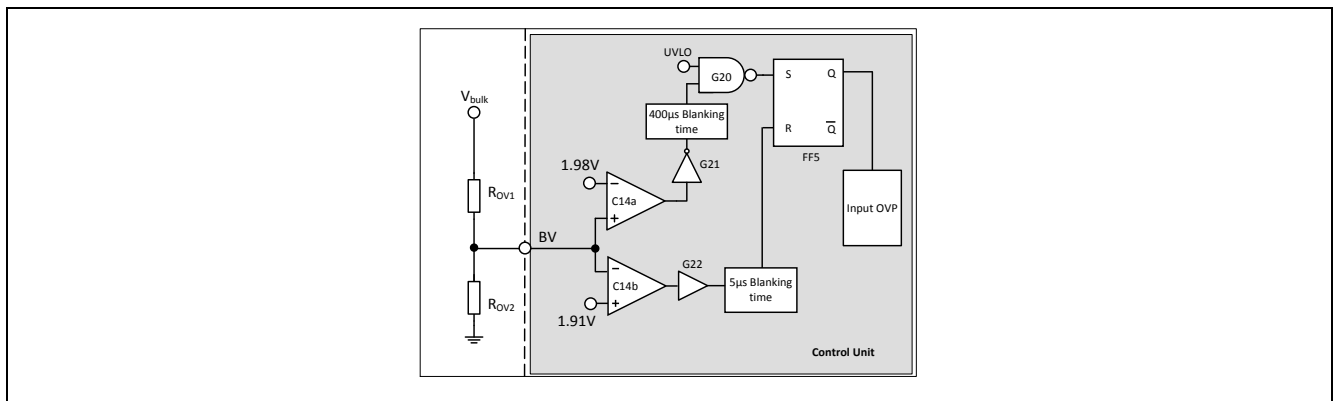 UVLO
G20
S
Q
R
Q
FF5
V_bulk
400µs Blanking
time
G21
1.98V
C14a
R_OV1
Input OVP
BV
G22
C14b
5µs Blanking
time
R_OV2
1.91V
Control Unit